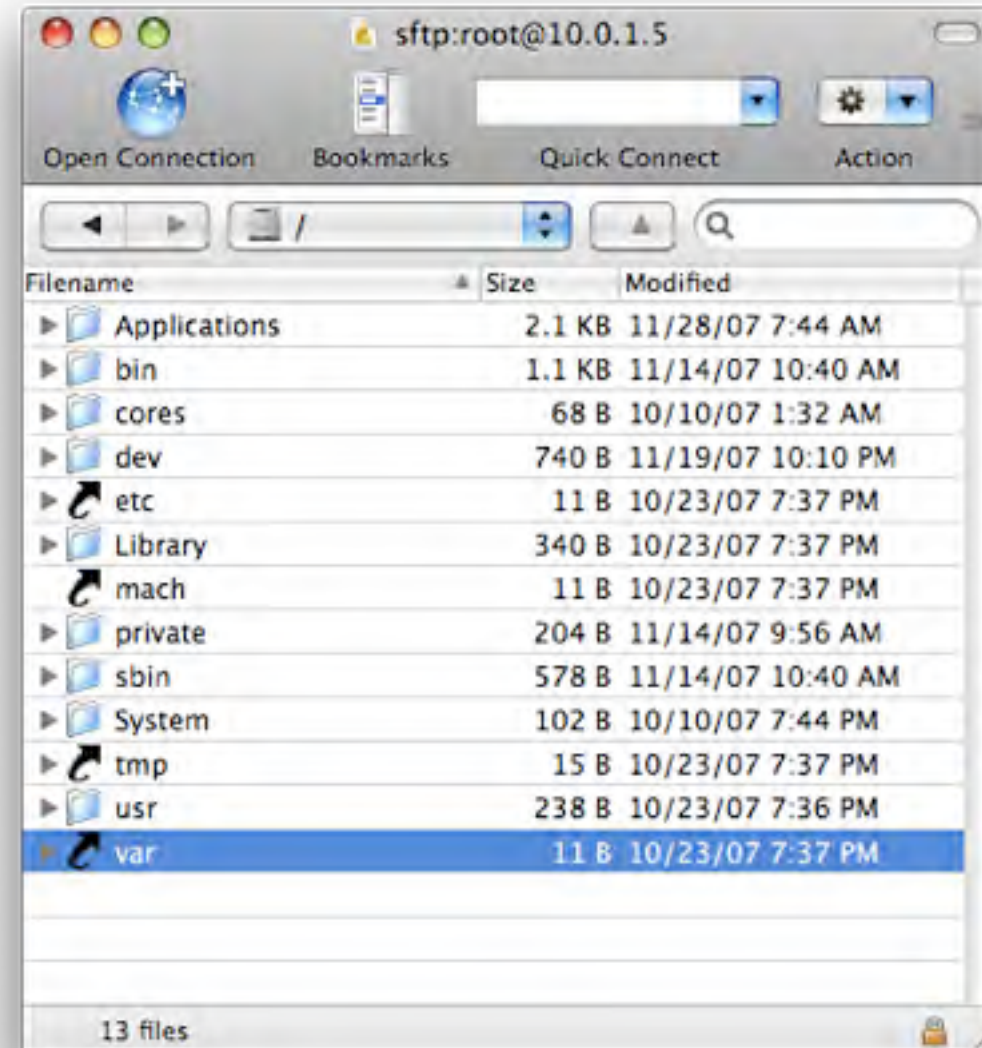 sftp:root@10.0.1.5
Open Connection Bookmarks Quick Connect Action
/
Filename Size Modified
Applications 2.1 KB 11/28/07 7:44 AM
bin 1.1 KB 11/14/07 10:40 AM
cores 68 B 10/10/07 1:32 AM
dev 740 B 11/19/07 10:10 PM
etc 11 B 10/23/07 7:37 PM
Library 340 B 10/23/07 7:37 PM
mach 11 B 10/23/07 7:37 PM
private 204 B 11/14/07 9:56 AM
sbin 578 B 11/14/07 10:40 AM
System 102 B 10/10/07 7:44 PM
tmp 15 B 10/23/07 7:37 PM
usr 238 B 10/23/07 7:36 PM
var 11 B 10/23/07 7:37 PM
13 files